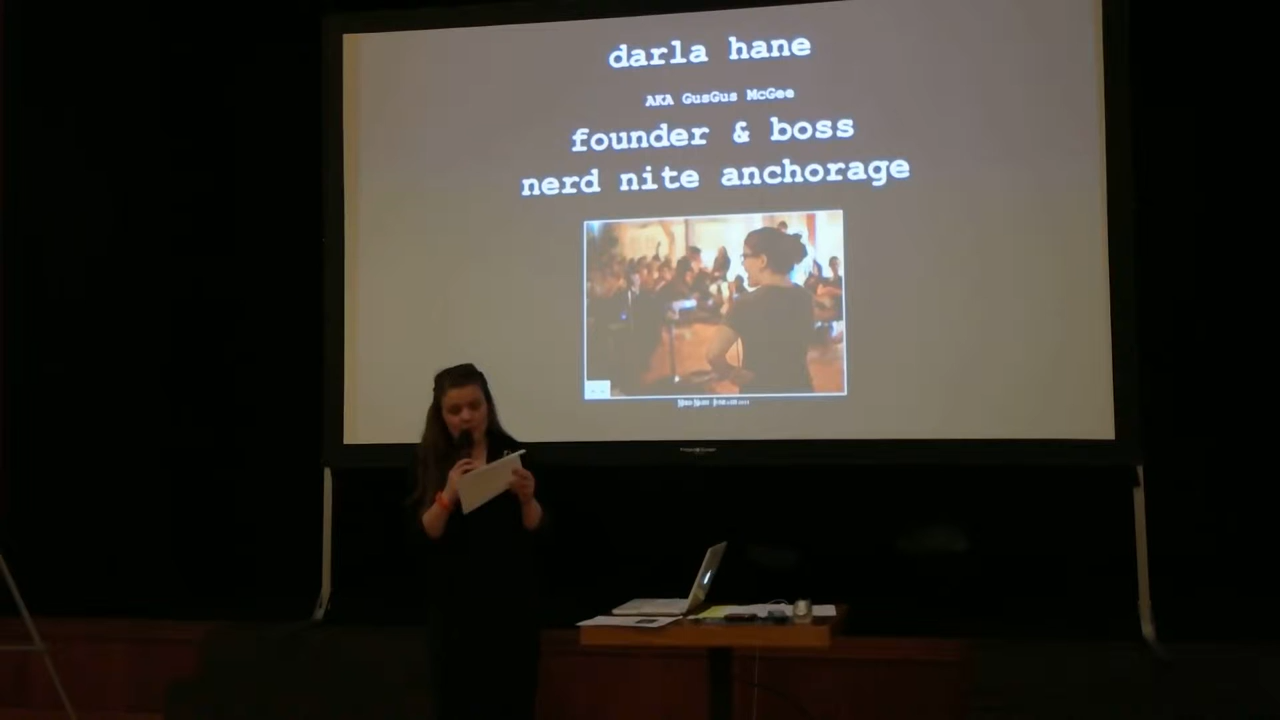 darla hane
AKA GusGus McGee
founder & boss
nerd nite anchorage